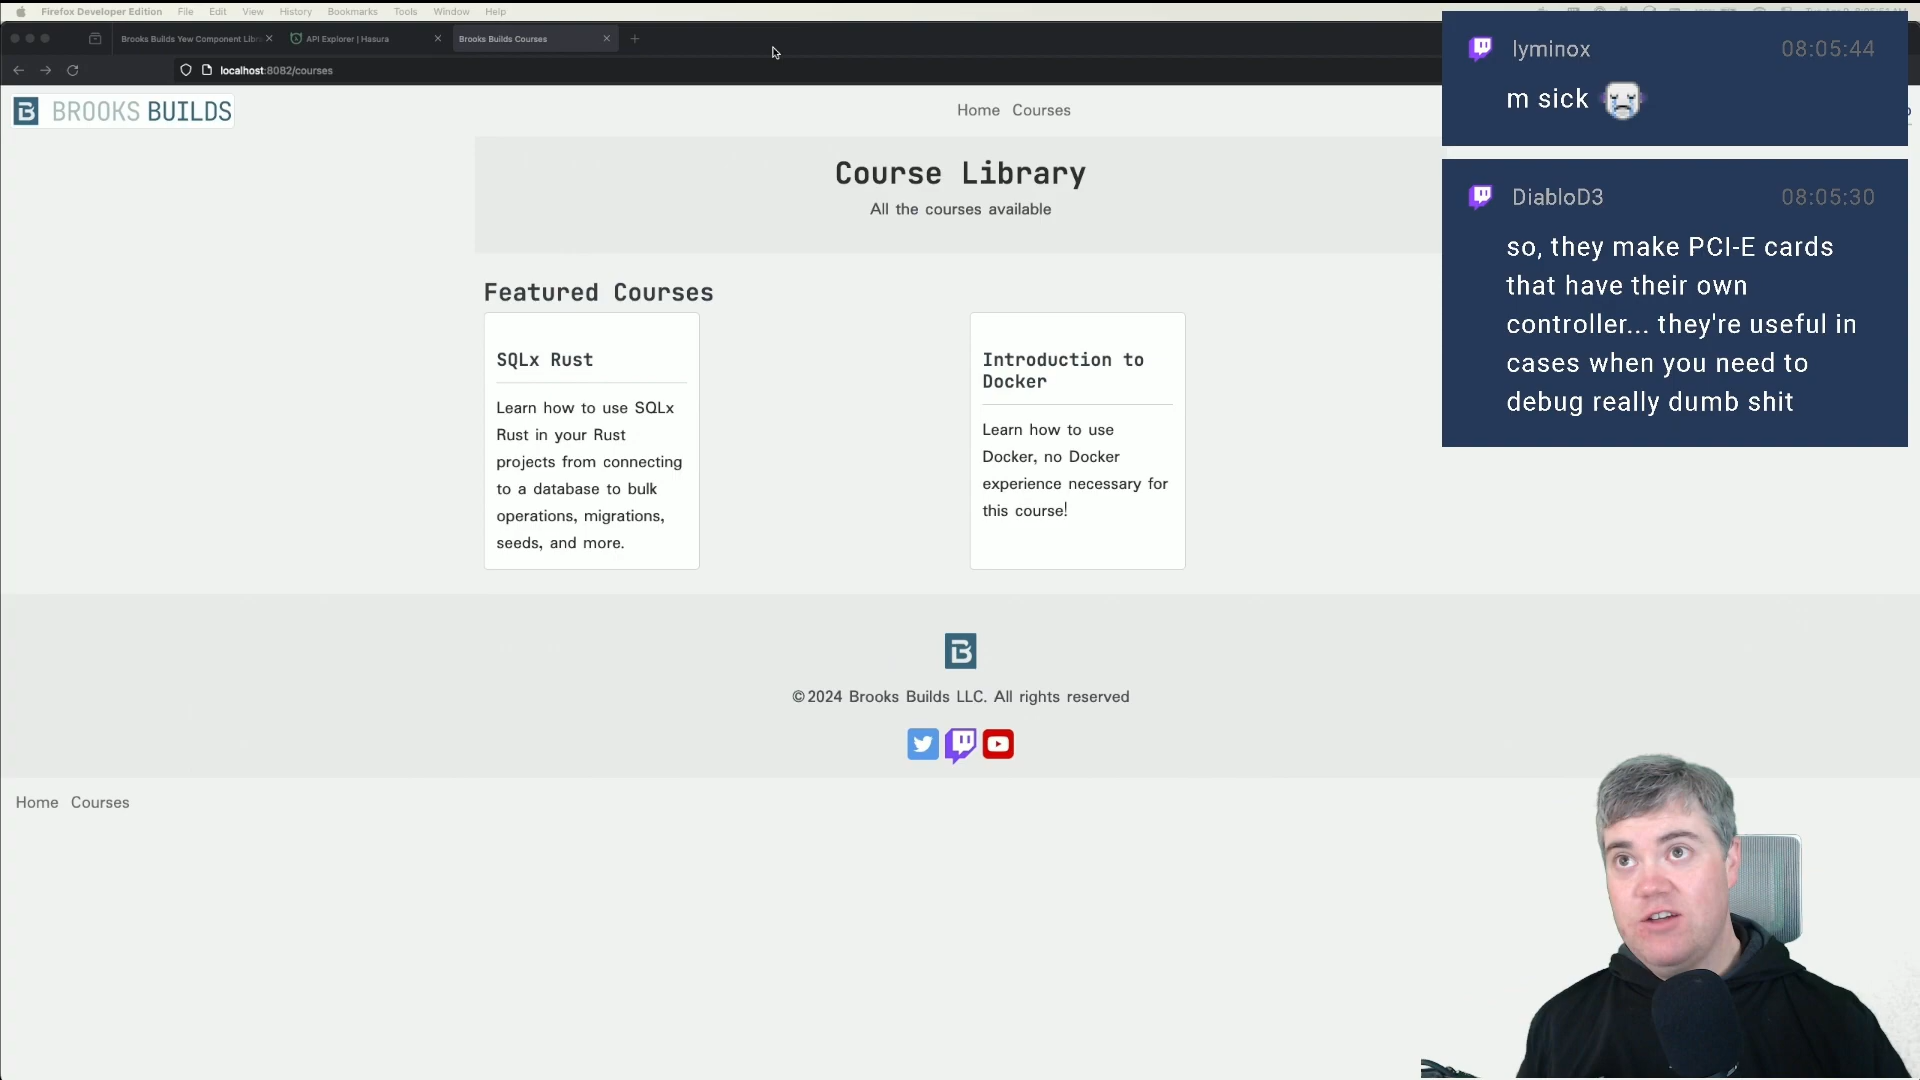 Firefox Developer Edition File Edit View History Bookmarks Tools Window Help
Brooks Builds Yew Component Libr
API Explorer | Hasura
Brooks Builds Courses
localhost:8082/courses
BROOKS BUILDS
Home Courses
Course Library
All the courses available
Featured Courses
SQLx Rust
Learn how to use SQLx
Rust in your Rust
projects from connecting
to a database to bulk
operations, migrations,
seeds, and more.
Introduction to
Docker
Learn how to use
Docker, no Docker
experience necessary for
this course!
©2024 Brooks Builds LLC. All rights reserved
Home Courses
lyminox 08:05:44
m sick
DiabloD3 08:05:30
so, they make PCI-E cards
that have their own
controller... they're useful in
cases when you need to
debug really dumb shit